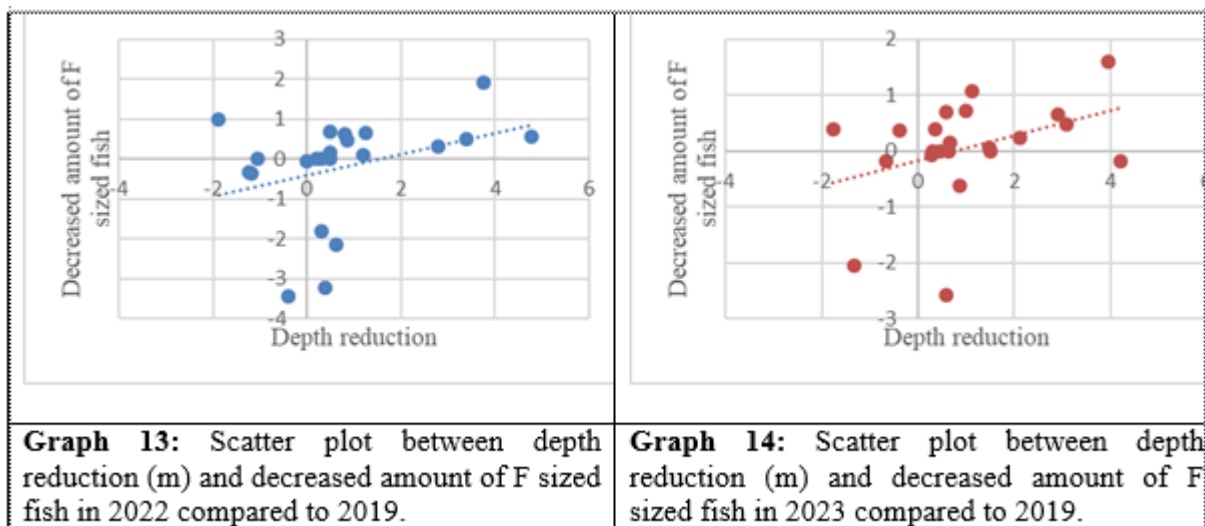 3
2
1
0
-1
-2
-3
-4
-4
-2
0
2
4
6
Decreased amount of F
sized fish
Depth reduction
2
1
0
-1
-2
-3
-4
-2
0
2
4
6
Decreased amount of F
sized fish
Depth reduction
Graph 13: Scatter plot between depth
reduction (m) and decreased amount of F sized
fish in 2022 compared to 2019.
Graph 14: Scatter plot between depth
reduction (m) and decreased amount of F
sized fish in 2023 compared to 2019.